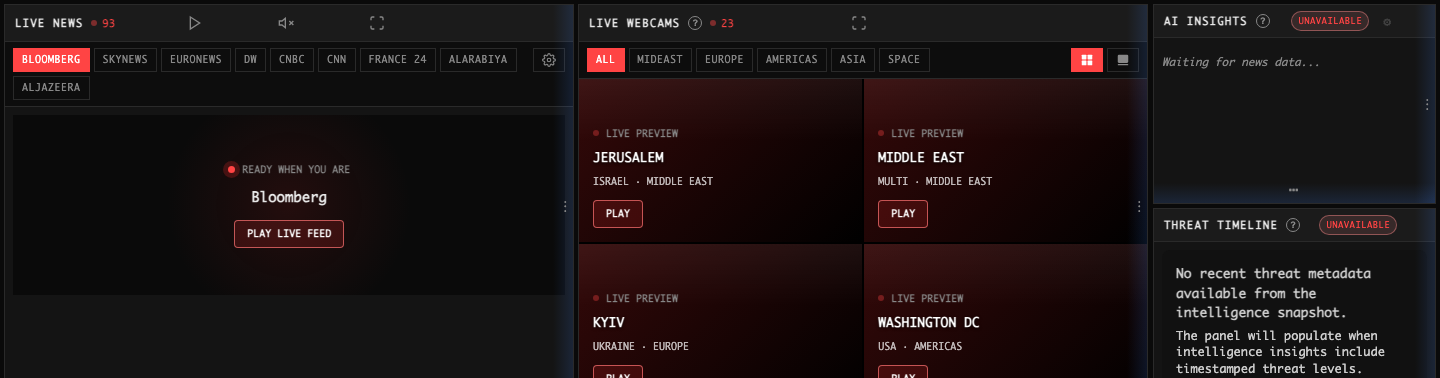 LIVE NEWS 93
BLOOMBERG SKYNEWS EURONEWS DW CNBC CNN FRANCE 24 ALARABIYA
ALJAZEERA
READY WHEN YOU ARE
Bloomberg
PLAY LIVE FEED
LIVE WEBCAMS ? 23
ALL MIDEAST EUROPE AMERICAS ASIA SPACE
LIVE PREVIEW
JERUSALEM
ISRAEL · MIDDLE EAST
PLAY
LIVE PREVIEW
MIDDLE EAST
MULTI · MIDDLE EAST
PLAY
LIVE PREVIEW
KYIV
UKRAINE · EUROPE
PLAY
LIVE PREVIEW
WASHINGTON DC
USA · AMERICAS
PLAY
AI INSIGHTS ? UNAVAILABLE
Waiting for news data...
THREAT TIMELINE ? UNAVAILABLE
No recent threat metadata
available from the
intelligence snapshot.
The panel will populate when
intelligence insights include
timestamped threat levels.